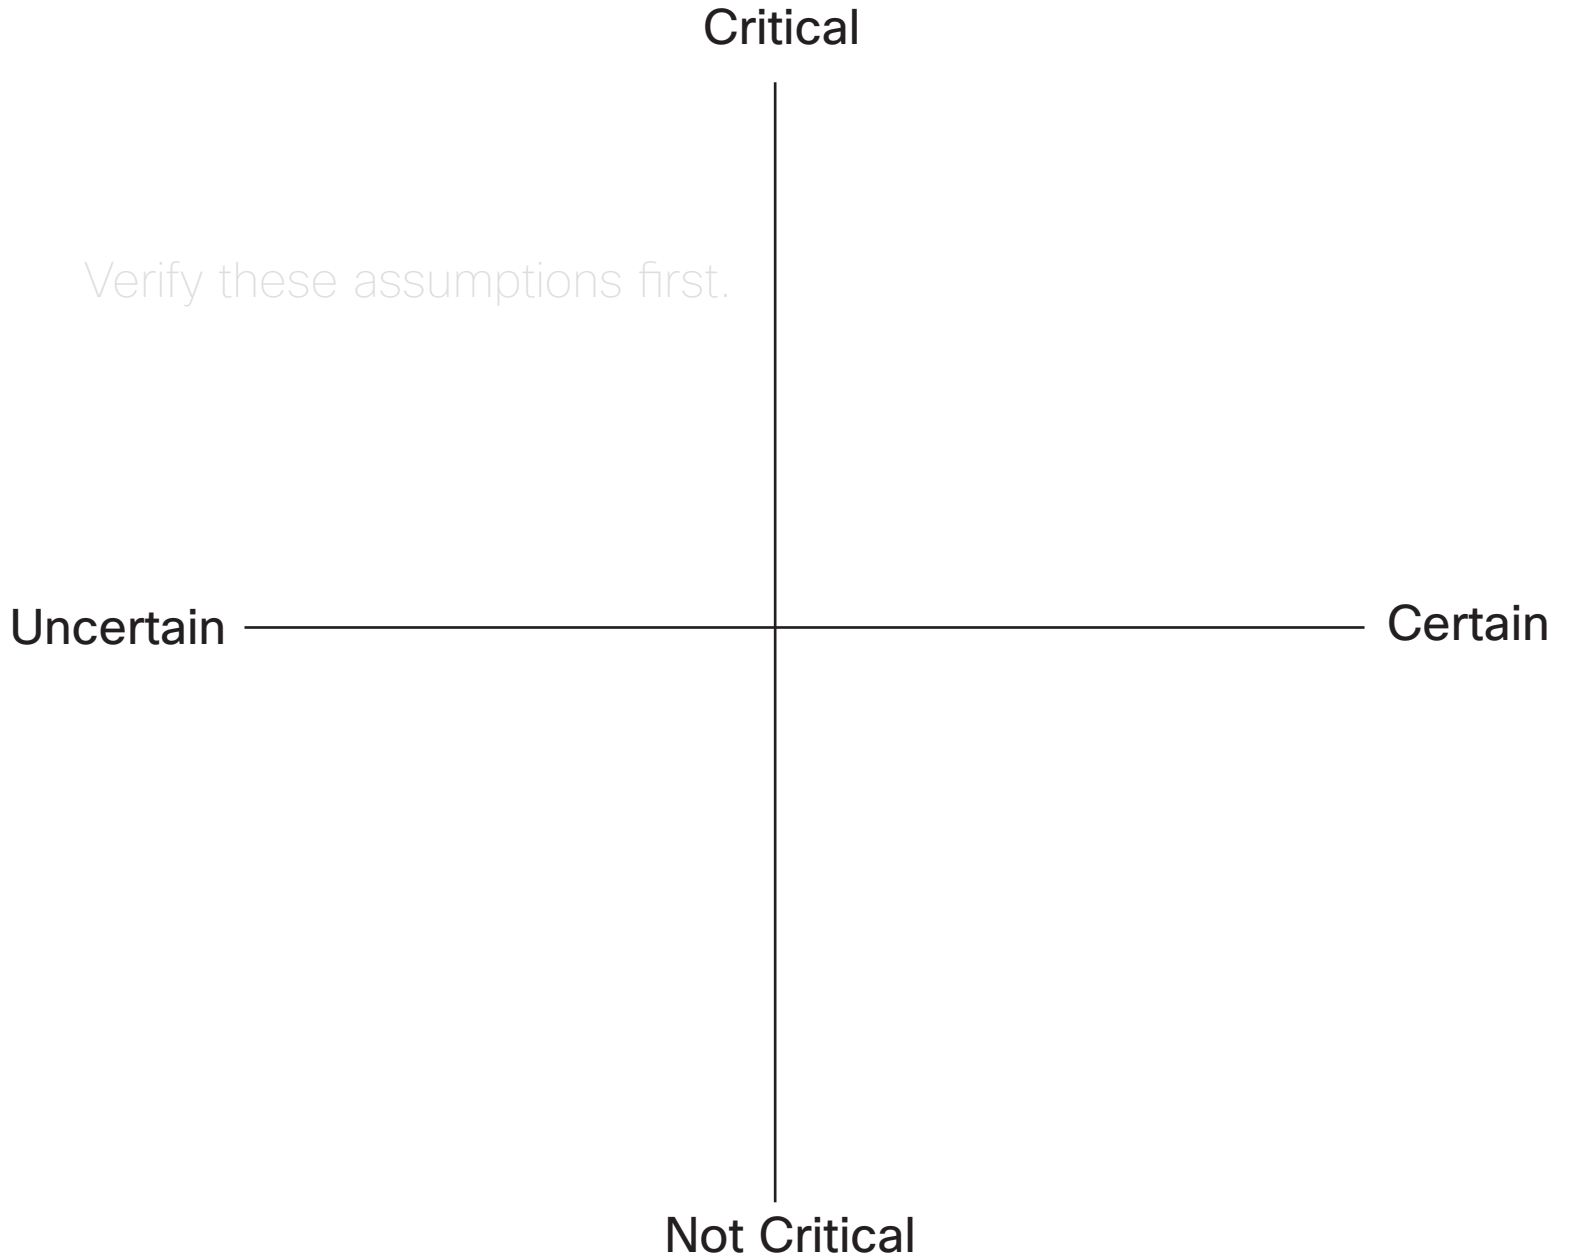 Critical
Verify these assumptions first.
Uncertain
Certain
Not Critical